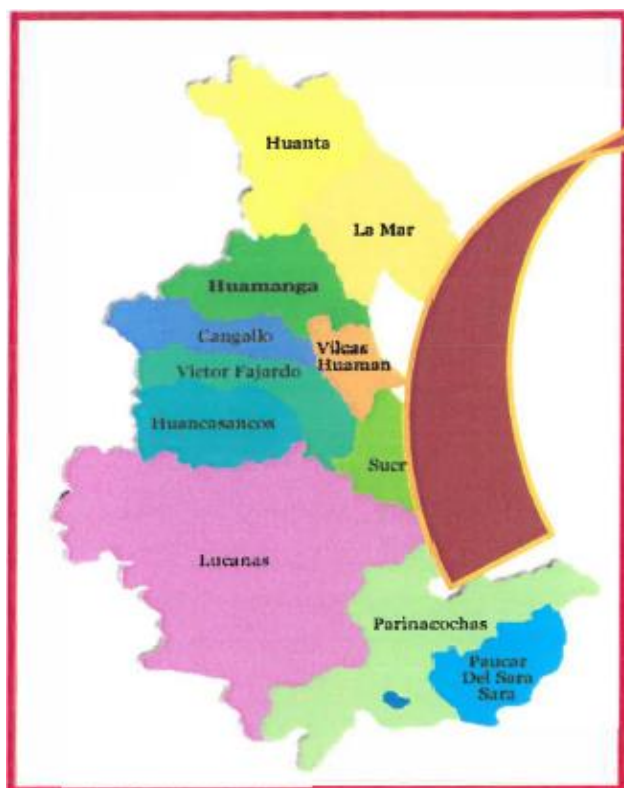 Huanta
La Mar
Huamanga
Cangallo
Vilcas
Huaman
Victor Fajardo
Huancasancos
Sucr
Lucanas
Parinacochas
Paucar
Del Sara
Sara